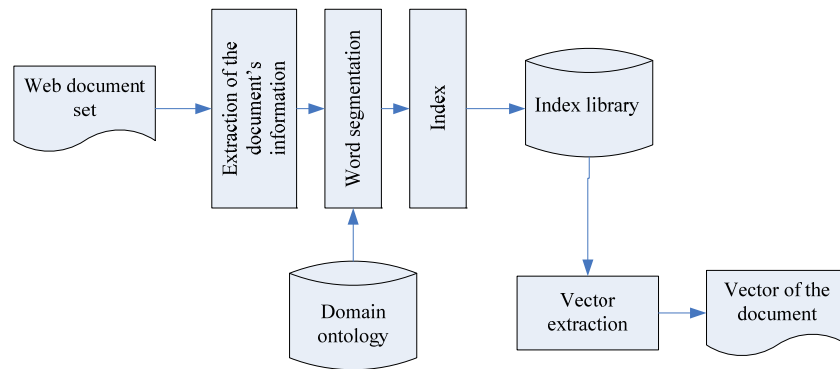 Web document
set
Extraction of the
document's
information
Word segmentation
Index
Index library
Domain
ontology
Vector
extraction
Vector of the
document